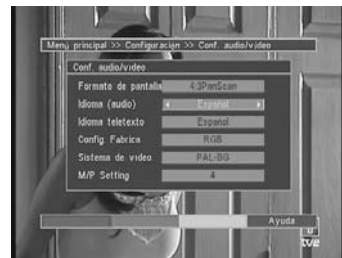 Menú principal >> Configuración >> Conf. audio/video
Conf. audio/video
Formato de pantalla 4:3PanScan
Idioma (audio) Español
Idioma teletexto Español
Config. Fabrica RGB
Sistema de video PAL-BG
M/P Setting 4
Ayuda
tve